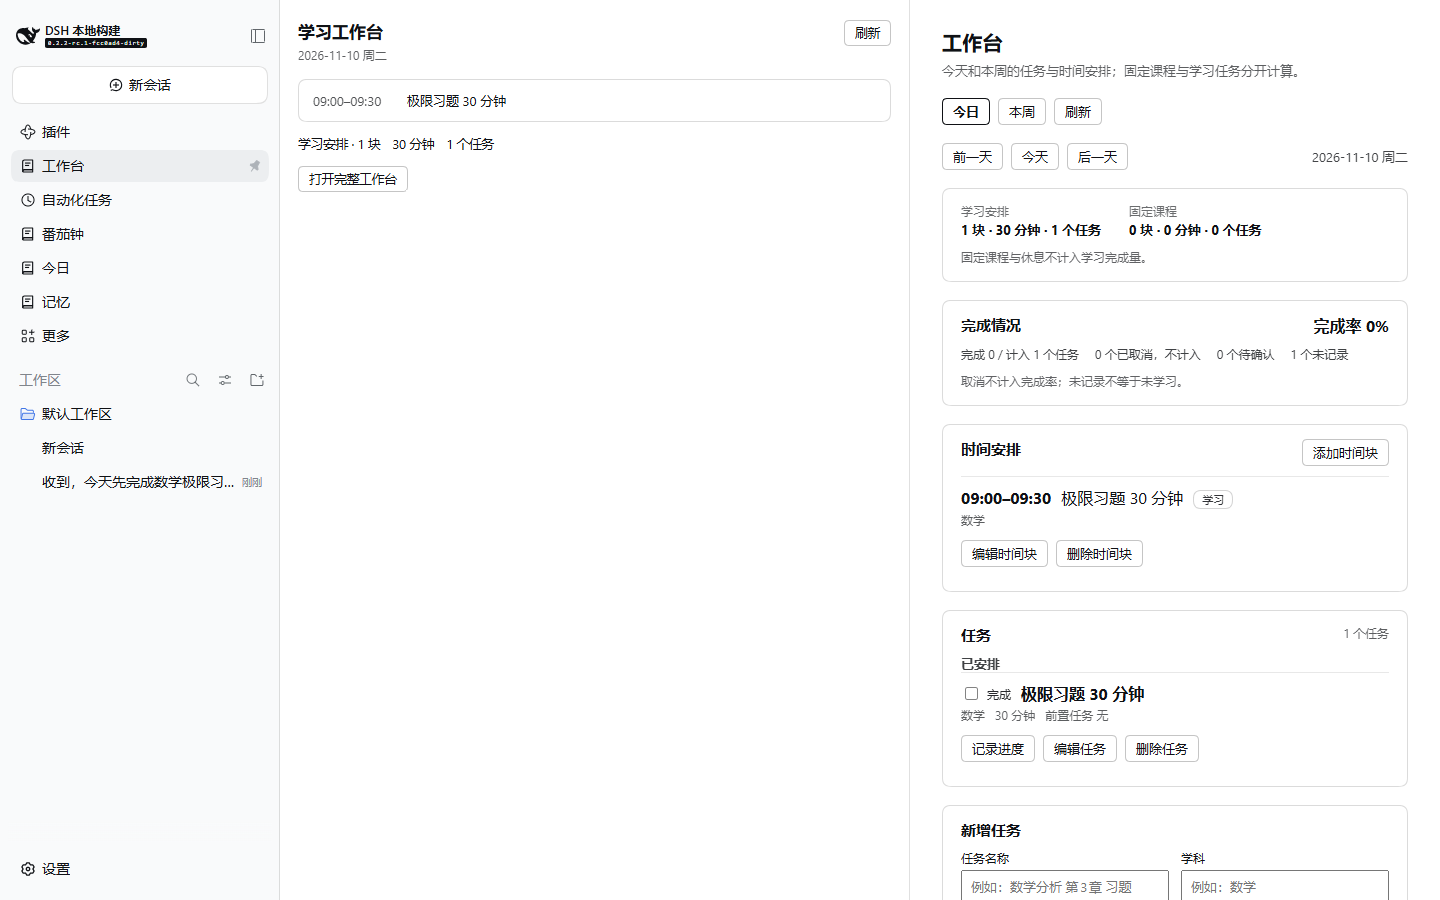 DSH 本地构建
0.3.2-rc.1-fcc0ad4-dirty
新会话
插件
工作台
自动化任务
番茄钟
今日
记忆
更多
工作区
默认工作区
新会话
收到，今天先完成数学极限习... 刚刚
设置
学习工作台
刷新
2026-11-10 周二
09:00–09:30 极限习题 30 分钟
学习安排 · 1 块 30 分钟 1 个任务
打开完整工作台
工作台
今天和本周的任务与时间安排；固定课程与学习任务分开计算。
今日 本周 刷新
前一天 今天 后一天 2026-11-10 周二
学习安排 固定课程
1 块 · 30 分钟 · 1 个任务 0 块 · 0 分钟 · 0 个任务
固定课程与休息不计入学习完成量。
完成情况 完成率 0%
完成 0 / 计入 1 个任务 0 个已取消，不计入 0 个待确认 1 个未记录
取消不计入完成率；未记录不等于未学习。
时间安排 添加时间块
09:00–09:30 极限习题 30 分钟 学习
数学
编辑时间块 删除时间块
任务 1 个任务
已安排
完成 极限习题 30 分钟
数学 30 分钟 前置任务 无
记录进度 编辑任务 删除任务
新增任务
任务名称 学科
例如：数学分析 第 3 章 习题 例如：数学